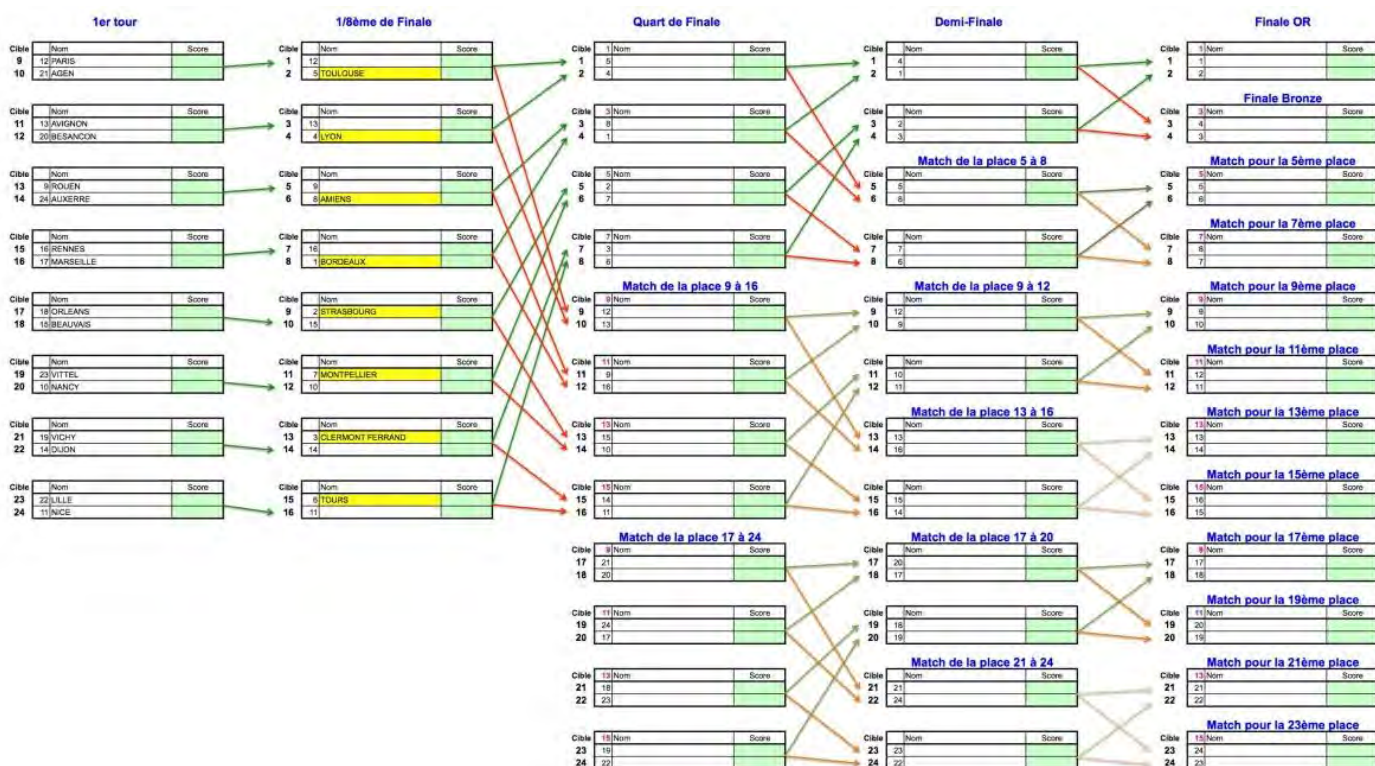 1er tour
Cible Nom Score
9 12 PARIS
10 21 AGEN
Cible Nom Score
11 13 AVIGNON
12 20 BESANCON
Cible Nom Score
13 9 ROUEN
14 24 AUXERRE
Cible Nom Score
15 16 RENNES
16 17 MARSEILLE
Cible Nom Score
17 18 ORLEANS
18 15 BEAUVAIS
Cible Nom Score
19 23 VITTEL
20 10 NANCY
Cible Nom Score
21 19 VICHY
22 14 DIJON
Cible Nom Score
23 22 LILLE
24 11 NICE
1/8ème de Finale
Cible Nom Score
1 12
2 5 TOULOUSE
Cible Nom Score
3 13
4 4 LYON
Cible Nom Score
5 9
6 8 AMIENS
Cible Nom Score
7 16
8 1 BORDEAUX
Cible Nom Score
9 2 STRASBOURG
10 15
Cible Nom Score
11 7 MONTPELLIER
12 10
Cible Nom Score
13 3 CLERMONT FERRAND
14 14
Cible Nom Score
15 6 TOURS
16 11
Quart de Finale
Cible 1 Nom Score
1 5
2 4
Cible 3 Nom Score
3 8
4 1
Cible 5 Nom Score
5 2
6 7
Cible 7 Nom Score
7 3
8 6
Match de la place 9 à 16
Cible 9 Nom Score
9 12
10 13
Cible 11 Nom Score
11 9
12 16
Cible 13 Nom Score
13 15
14 10
Cible 15 Nom Score
15 14
16 11
Match de la place 17 à 24
Cible 9 Nom Score
17 21
18 20
Cible 11 Nom Score
19 24
20 17
Cible 13 Nom Score
21 18
22 23
Cible 15 Nom Score
23 19
24 22
Demi-Finale
Cible Nom Score
1 4
2 1
Cible Nom Score
3 2
4 3
Match de la place 5 à 8
Cible Nom Score
5 5
6 8
Cible Nom Score
7 7
8 6
Match de la place 9 à 12
Cible Nom Score
9 12
10 9
Cible Nom Score
11 10
12 11
Match de la place 13 à 16
Cible Nom Score
13 13
14 16
Cible Nom Score
15 15
16 14
Match de la place 17 à 20
Cible Nom Score
17 20
18 17
Cible Nom Score
19 18
20 19
Match de la place 21 à 24
Cible Nom Score
21 21
22 24
Cible Nom Score
23 23
24 22
Finale OR
Cible 1 Nom Score
1 1
2 2
Finale Bronze
Cible 3 Nom Score
3 4
4 3
Match pour la 5ème place
Cible 5 Nom Score
5 5
6 6
Match pour la 7ème place
Cible 7 Nom Score
7 8
8 7
Match pour la 9ème place
Cible 9 Nom Score
9 9
10 10
Match pour la 11ème place
Cible 11 Nom Score
11 12
12 11
Match pour la 13ème place
Cible 13 Nom Score
13 13
14 14
Match pour la 15ème place
Cible 15 Nom Score
15 16
16 15
Match pour la 17ème place
Cible 9 Nom Score
17 17
18 18
Match pour la 19ème place
Cible 11 Nom Score
19 20
20 19
Match pour la 21ème place
Cible 13 Nom Score
21 21
22 22
Match pour la 23ème place
Cible 15 Nom Score
23 24
24 23